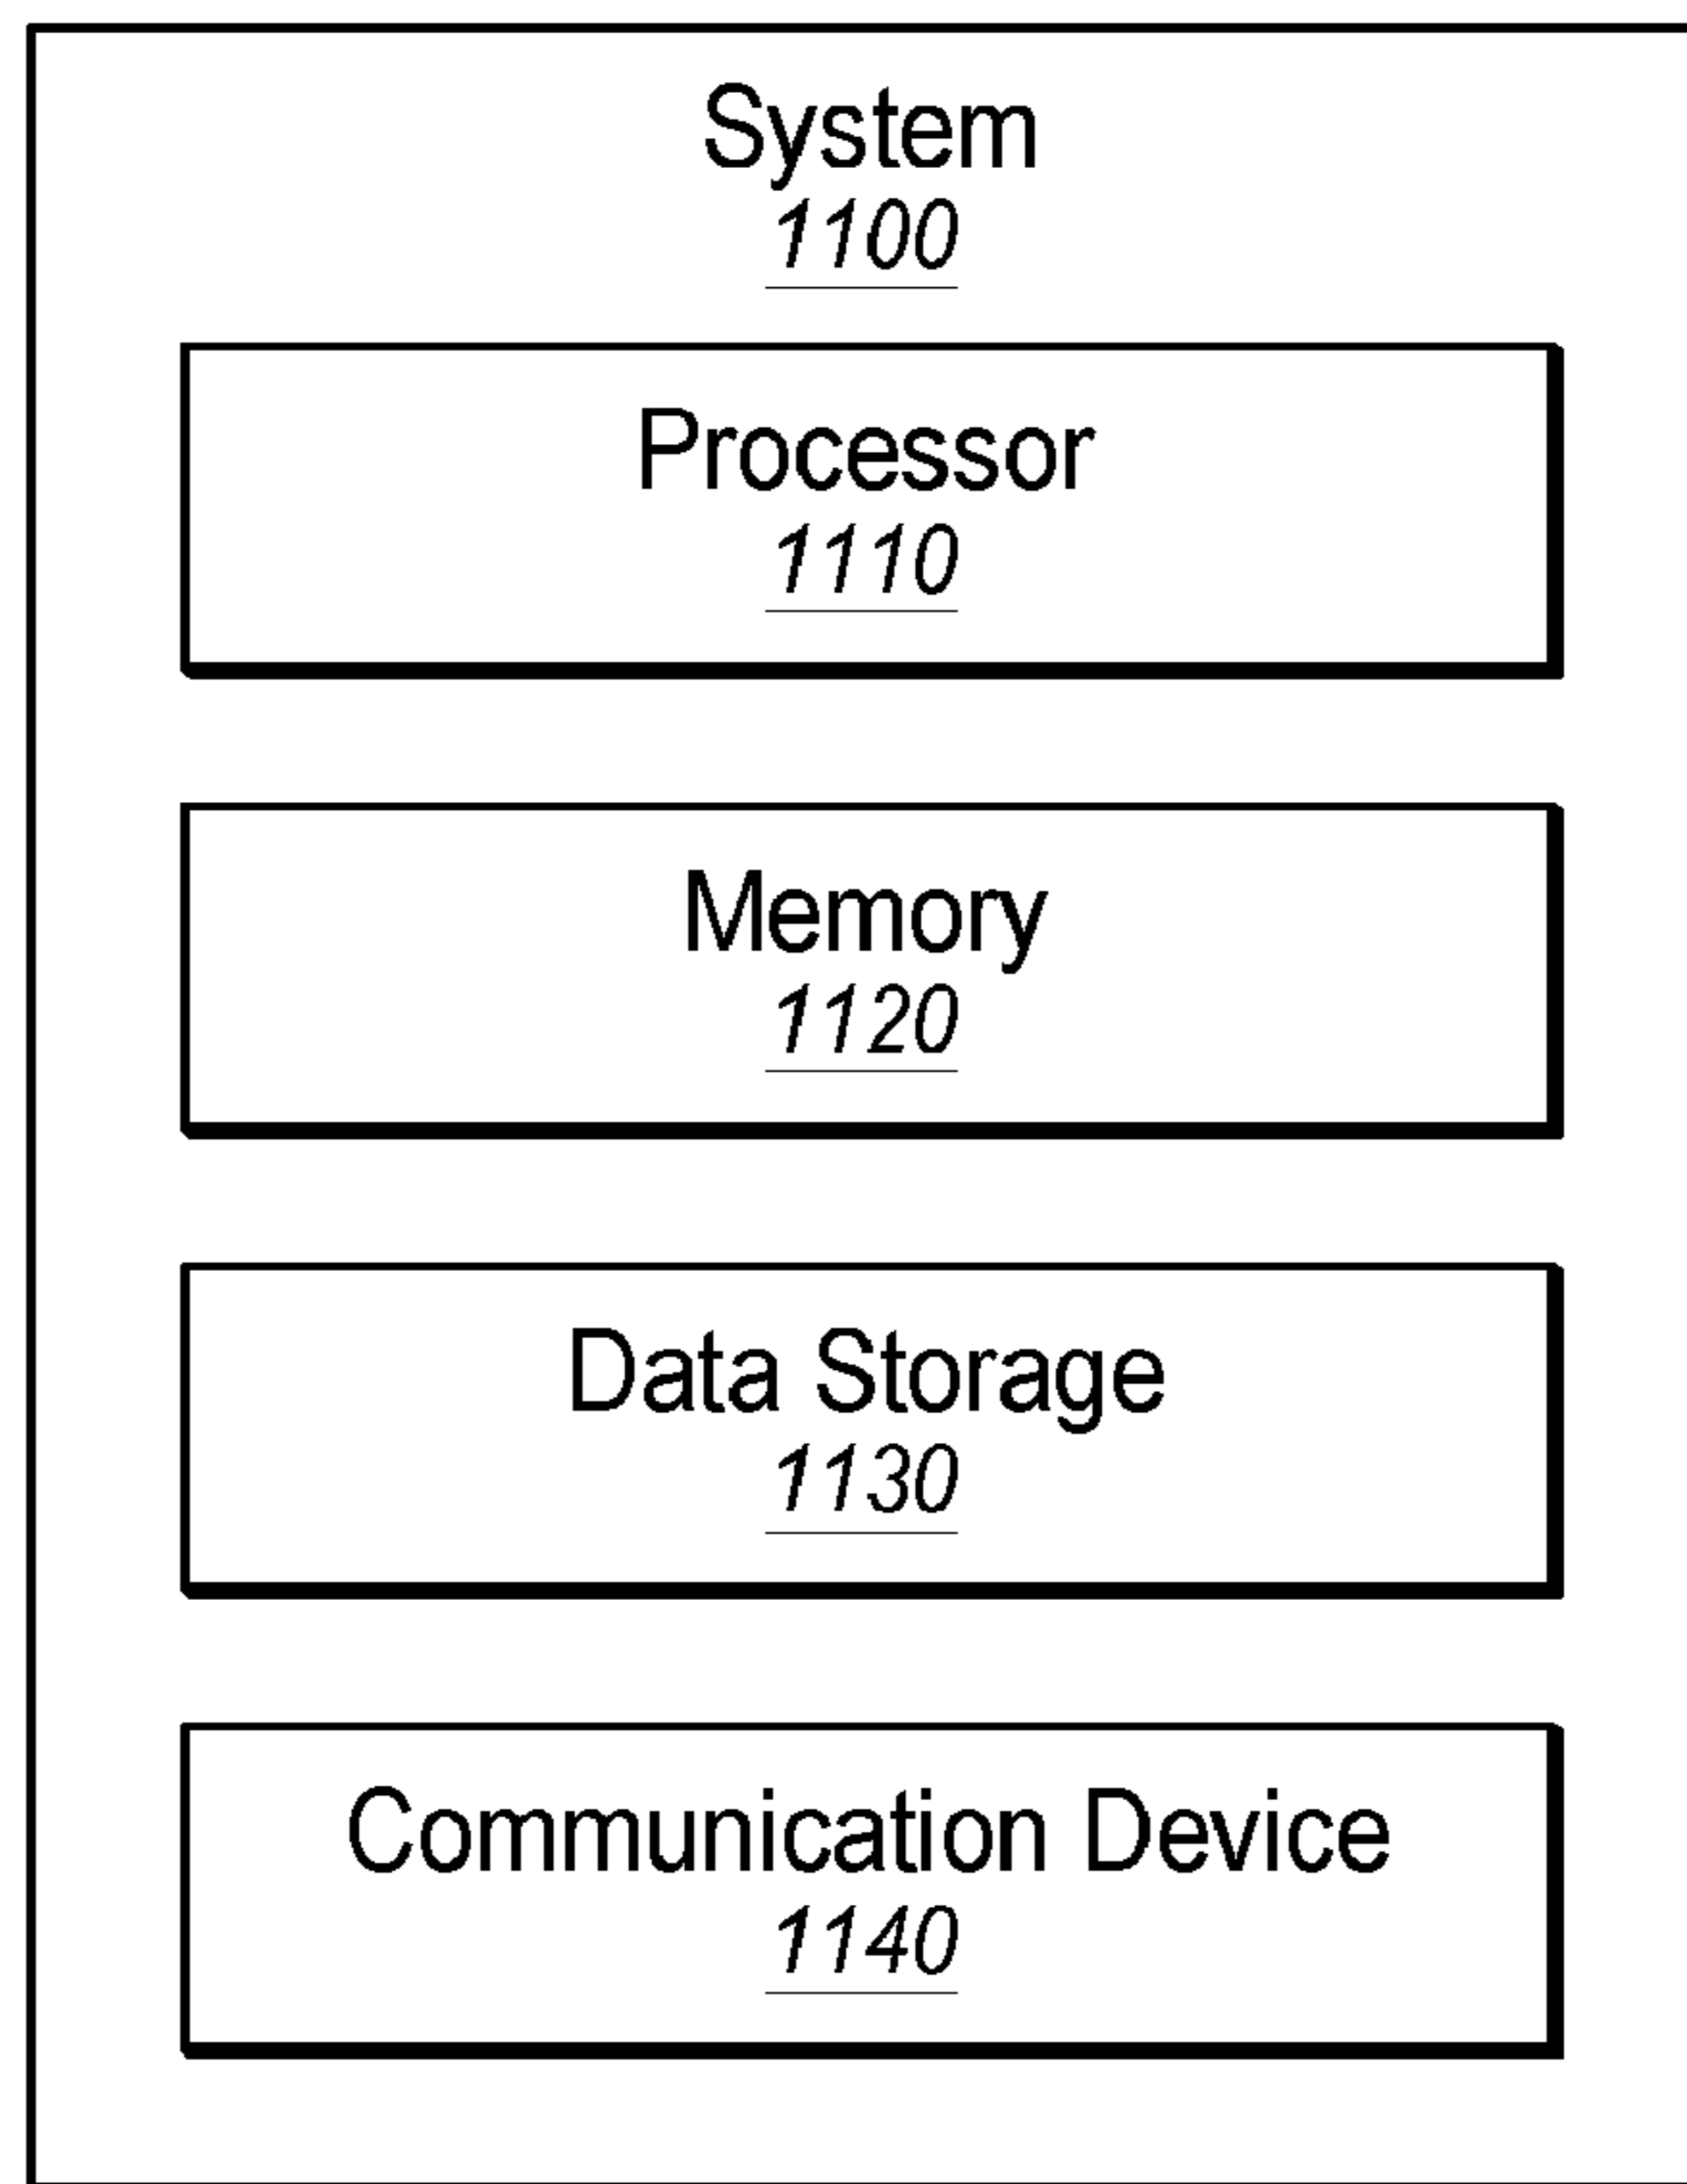 System
1100
Processor
1110
Memory
1120
Data Storage
1130
Communication Device
1140